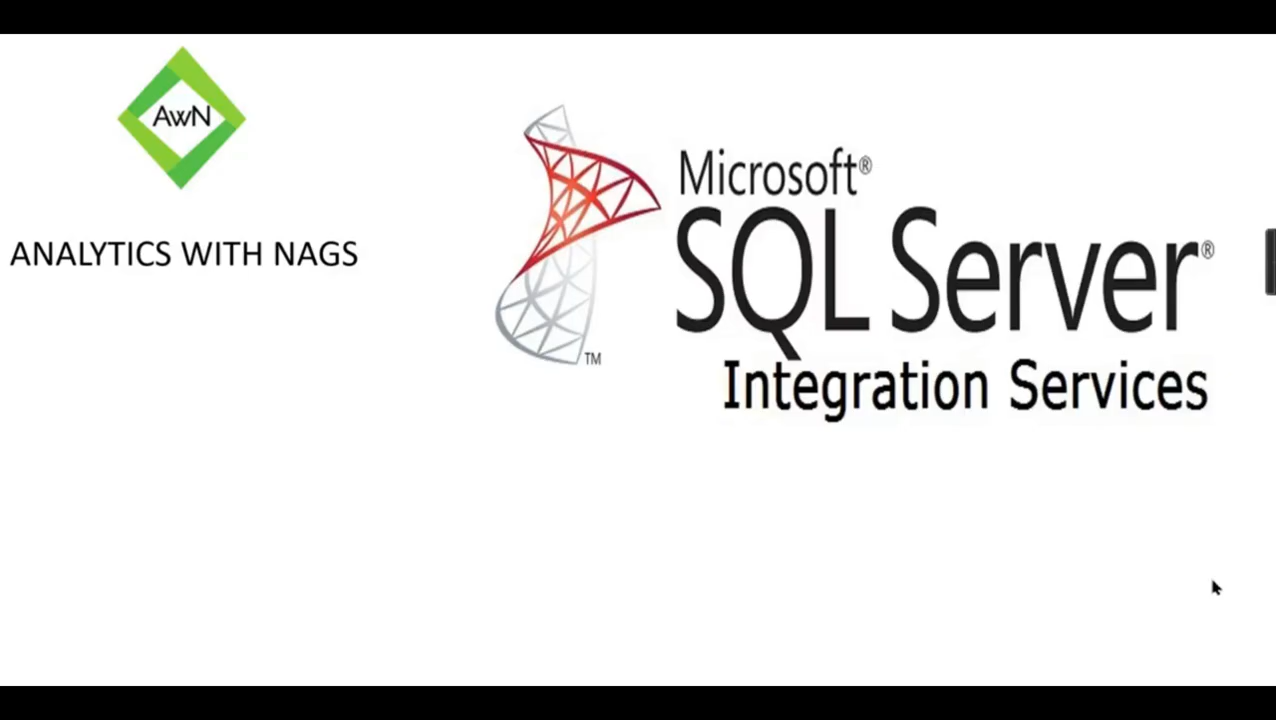 AwN
ANALYTICS WITH NAGS
Microsoft®
SQL Server®
TM
Integration Services